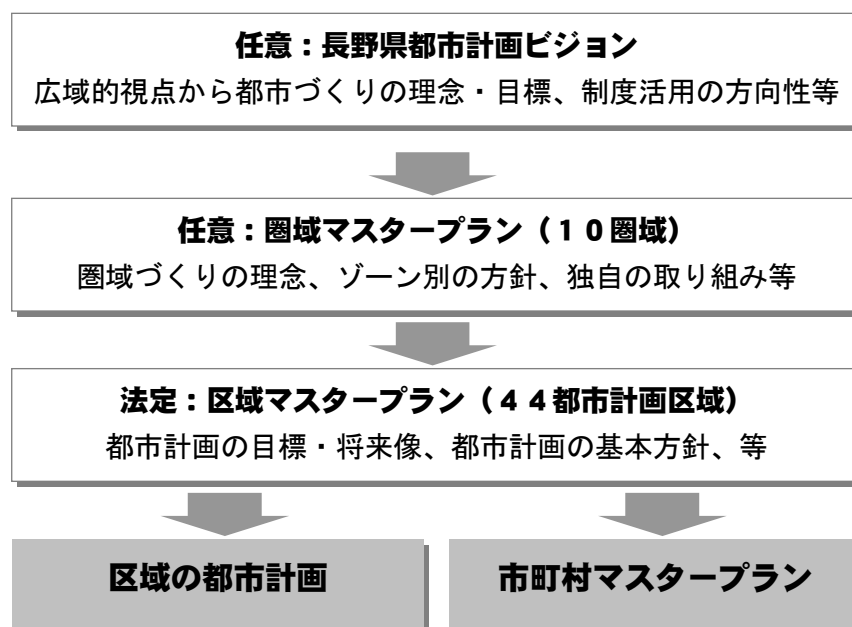 任意：長野県都市計画ビジョン
広域的視点から都市づくりの理念・目標、制度活用の方向性等
任意：圏域マスタープラン（１０圏域）
圏域づくりの理念、ゾーン別の方針、独自の取り組み等
法定：区域マスタープラン（４４都市計画区域）
都市計画の目標・将来像、都市計画の基本方針、等
区域の都市計画
市町村マスタープラン